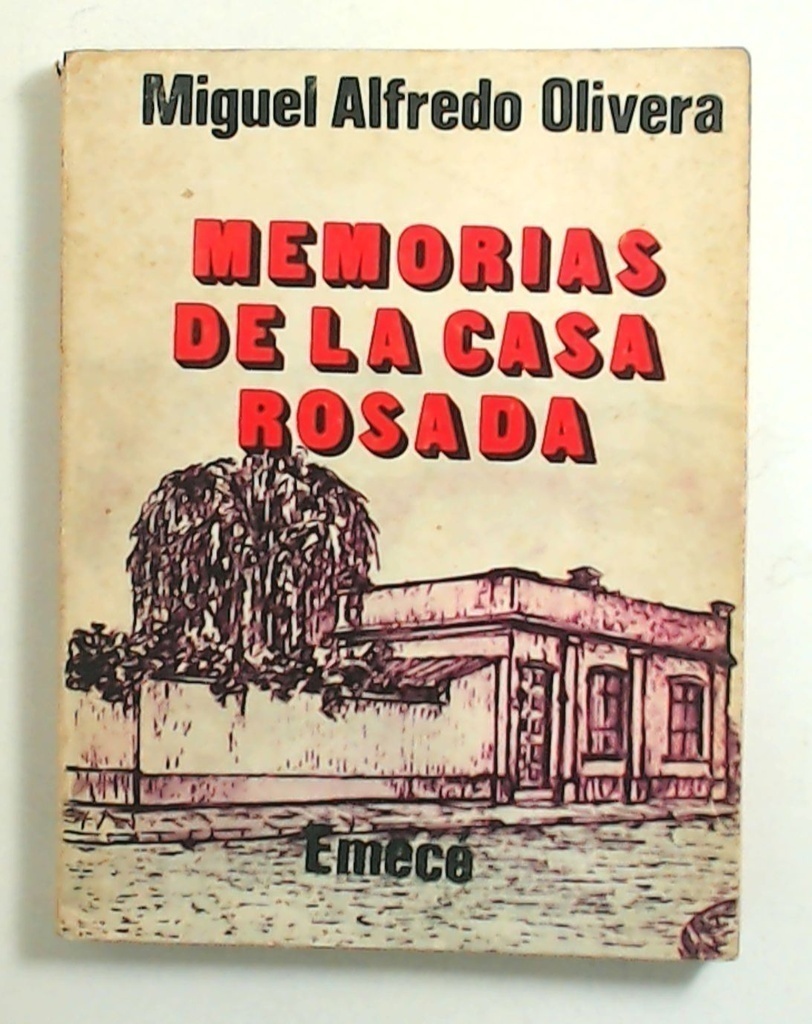 Miguel Alfredo Olivera
MEMORIAS
DE LA CASA
ROSADA
Emecé